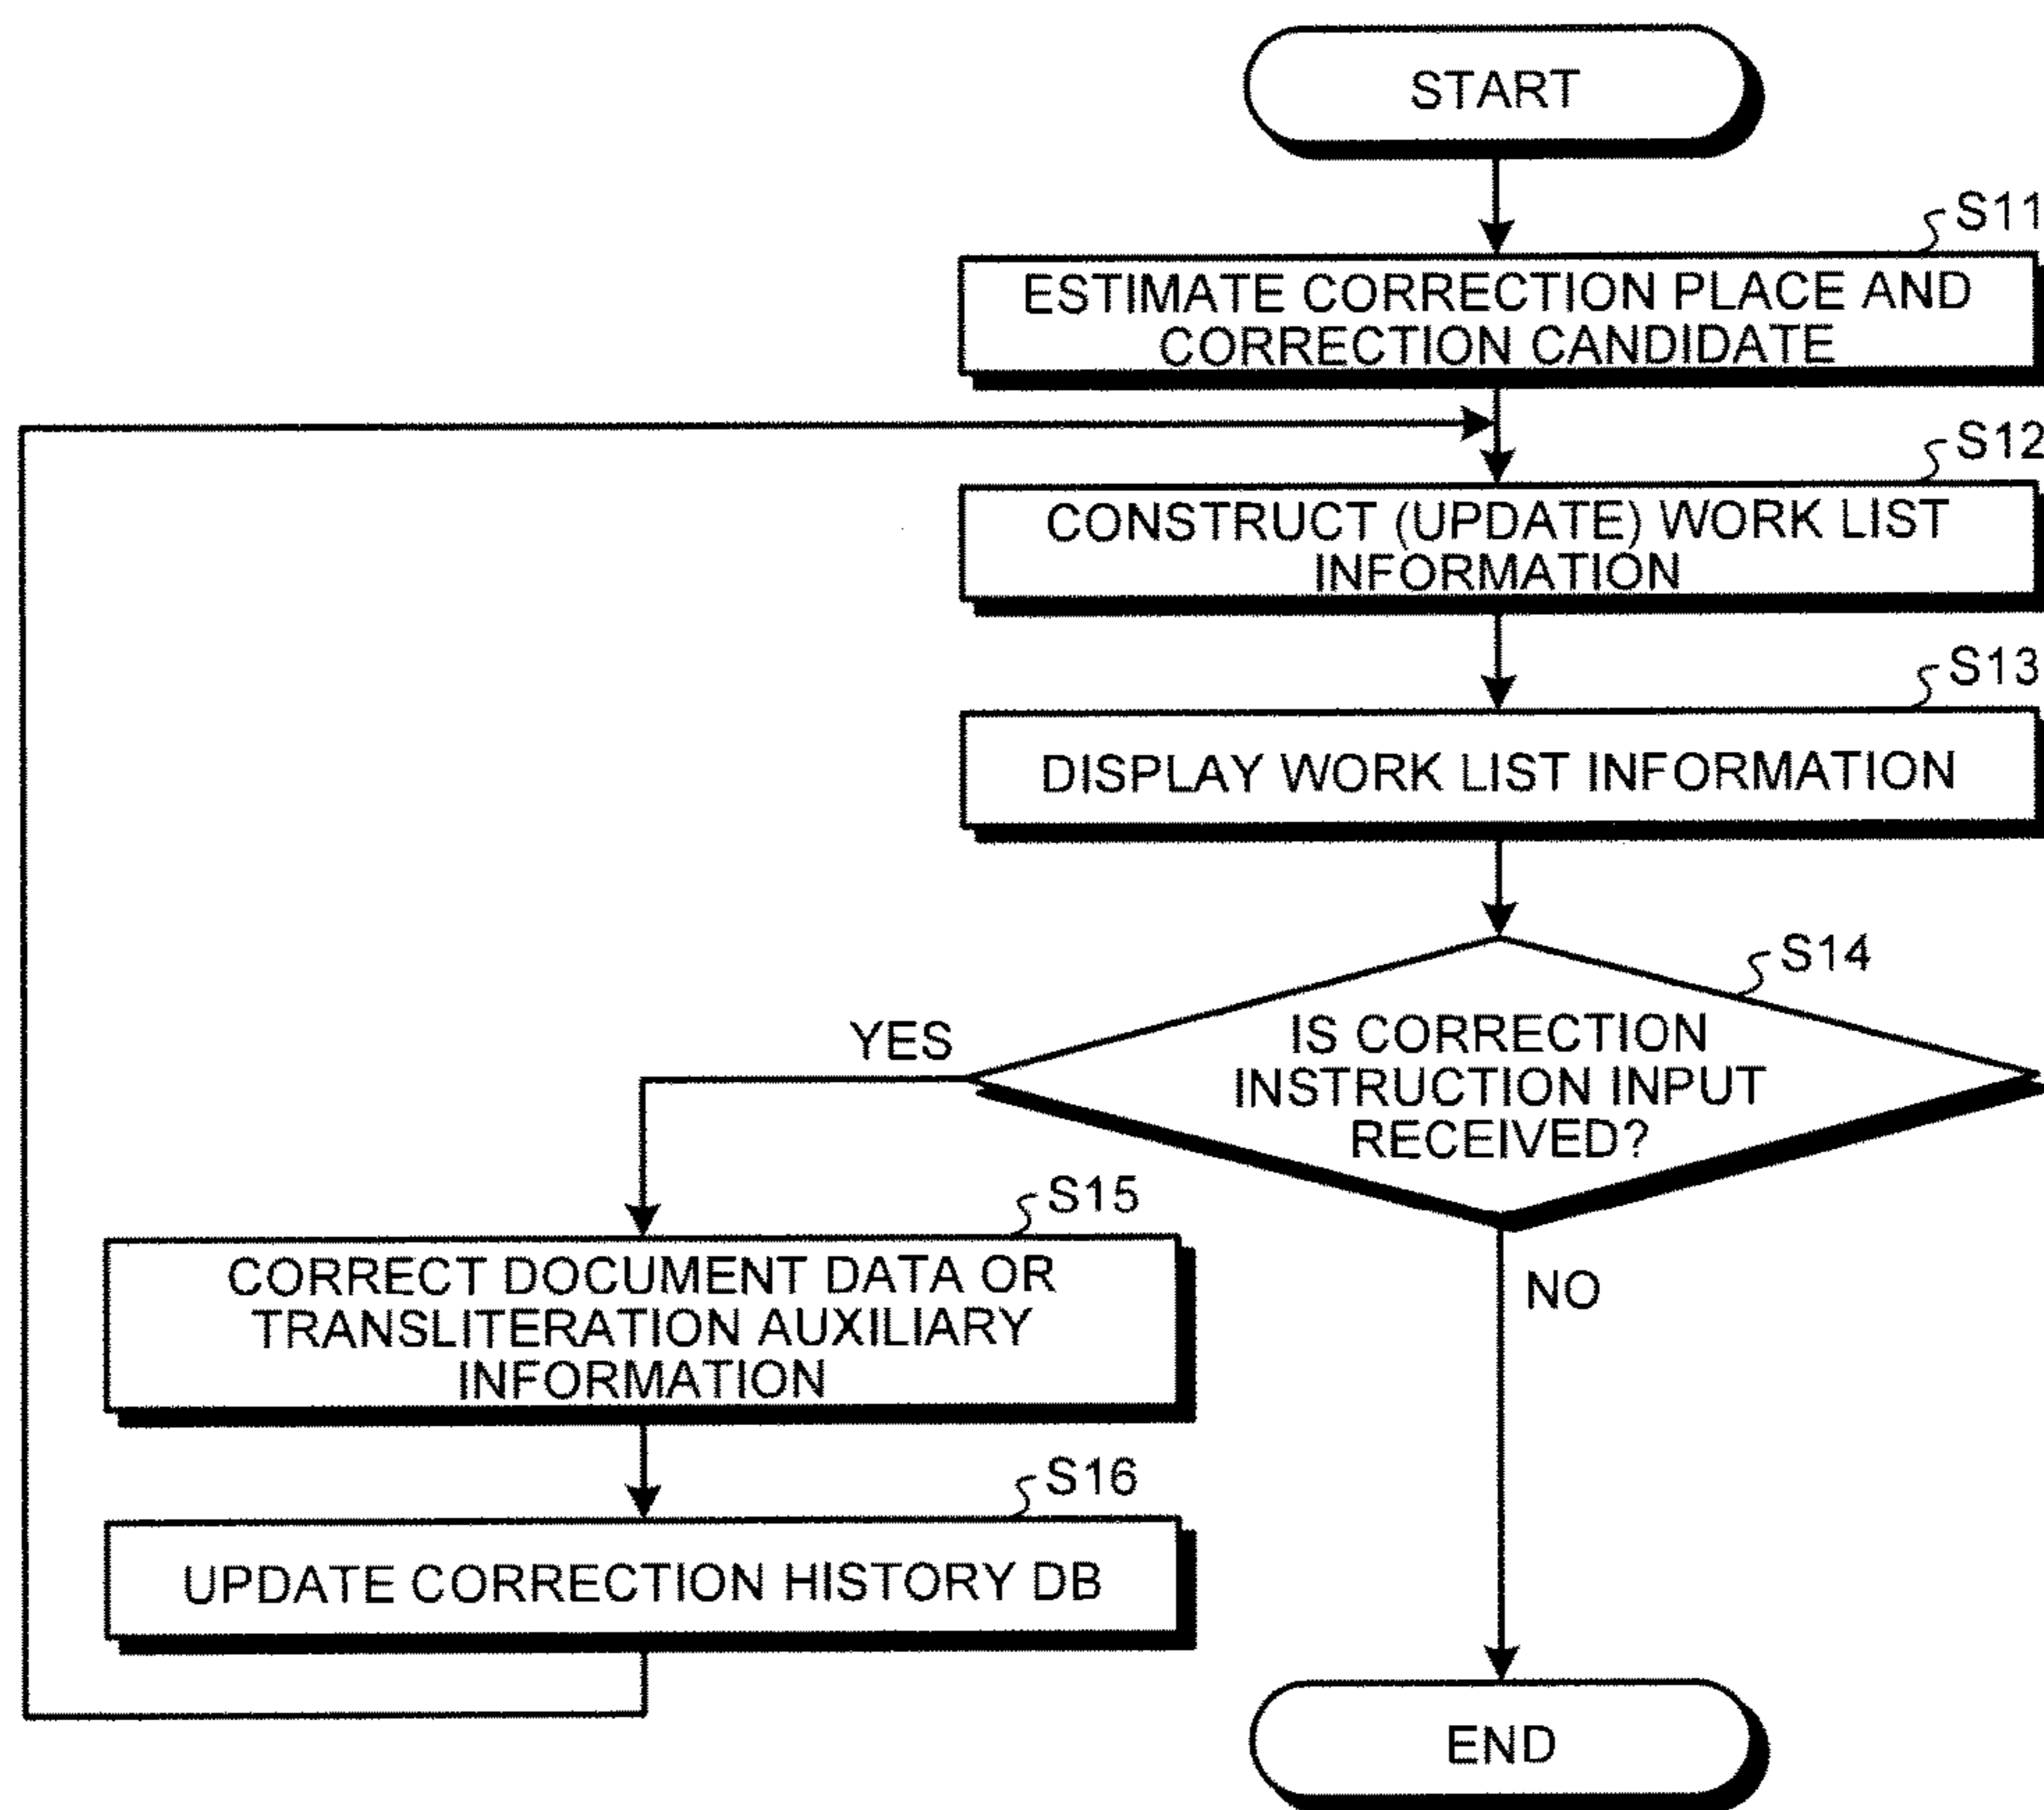 START
S11
ESTIMATE CORRECTION PLACE AND
CORRECTION CANDIDATE
S12
CONSTRUCT (UPDATE) WORK LIST
INFORMATION
S13
DISPLAY WORK LIST INFORMATION
S14
IS CORRECTION
INSTRUCTION INPUT
RECEIVED?
YES
NO
S15
CORRECT DOCUMENT DATA OR
TRANSLITERATION AUXILIARY
INFORMATION
S16
UPDATE CORRECTION HISTORY DB
END